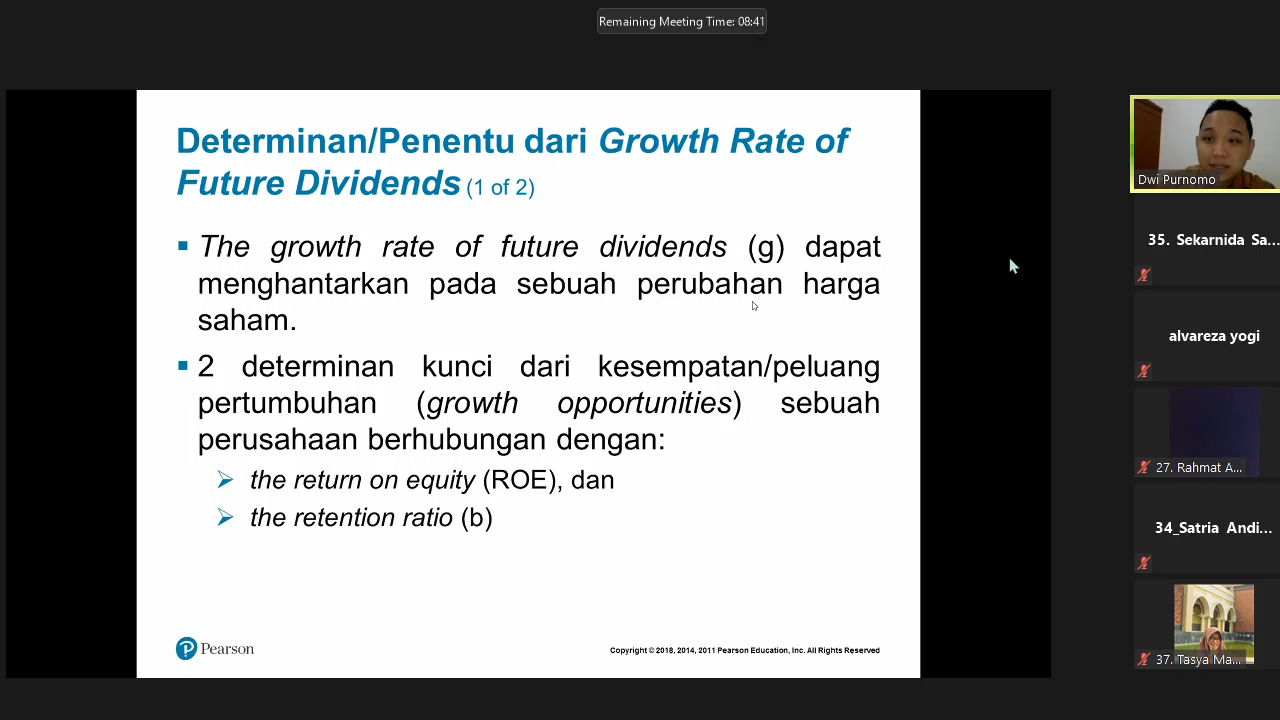 Remaining Meeting Time: 08:41
Determinan/Penentu dari Growth Rate of
Future Dividends (1 of 2)
▪ The growth rate of future dividends (g) dapat
menghantarkan pada sebuah perubahan harga
saham.
▪ 2 determinan kunci dari kesempatan/peluang
pertumbuhan (growth opportunities) sebuah
perusahaan berhubungan dengan:
➢ the return on equity (ROE), dan
➢ the retention ratio (b)
Pearson
Copyright © 2018, 2014, 2011 Pearson Education, Inc. All Rights Reserved
Dwi Purnomo
35. Sekarnida Sa...
alvareza yogi
27. Rahmat A...
34_Satria Andi...
37. Tasya Ma...